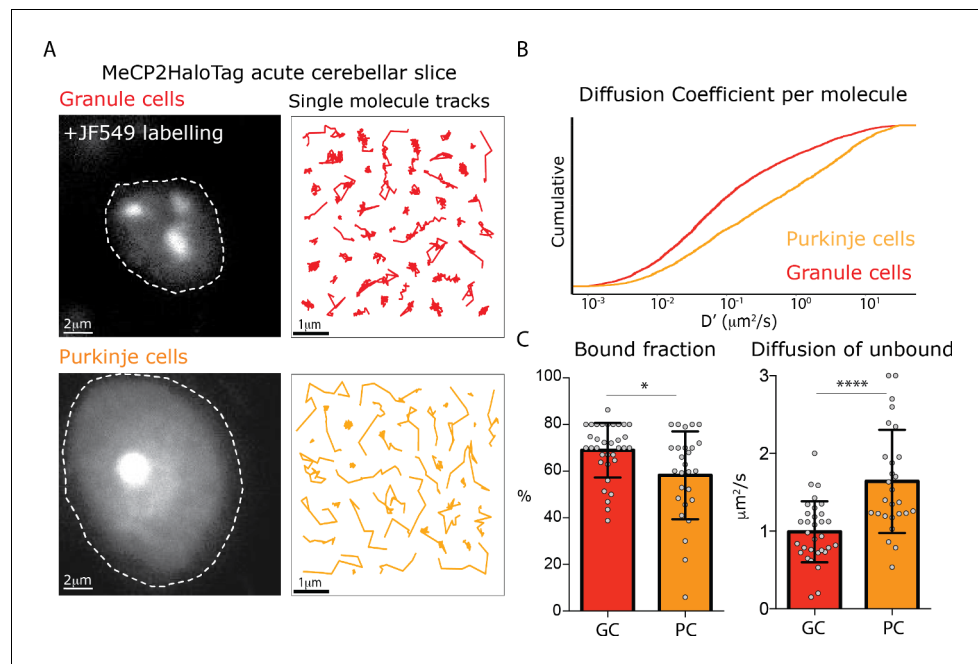 A
MeCP2HaloTag acute cerebellar slice
Granule cells
+JF549 labelling
2μm
Single molecule tracks
1μm
Purkinje cells
2μm
1μm
B
Diffusion Coefficient per molecule
Cumulative
Purkinje cells
Granule cells
10⁻³ 10⁻² 10⁻¹ 10⁰ 10¹
D' (μm²/s)
C
Bound fraction
*
100
80
60
40
20
0
%
GC PC
Diffusion of unbound
****
3
2
1
0
μm²/s
GC PC